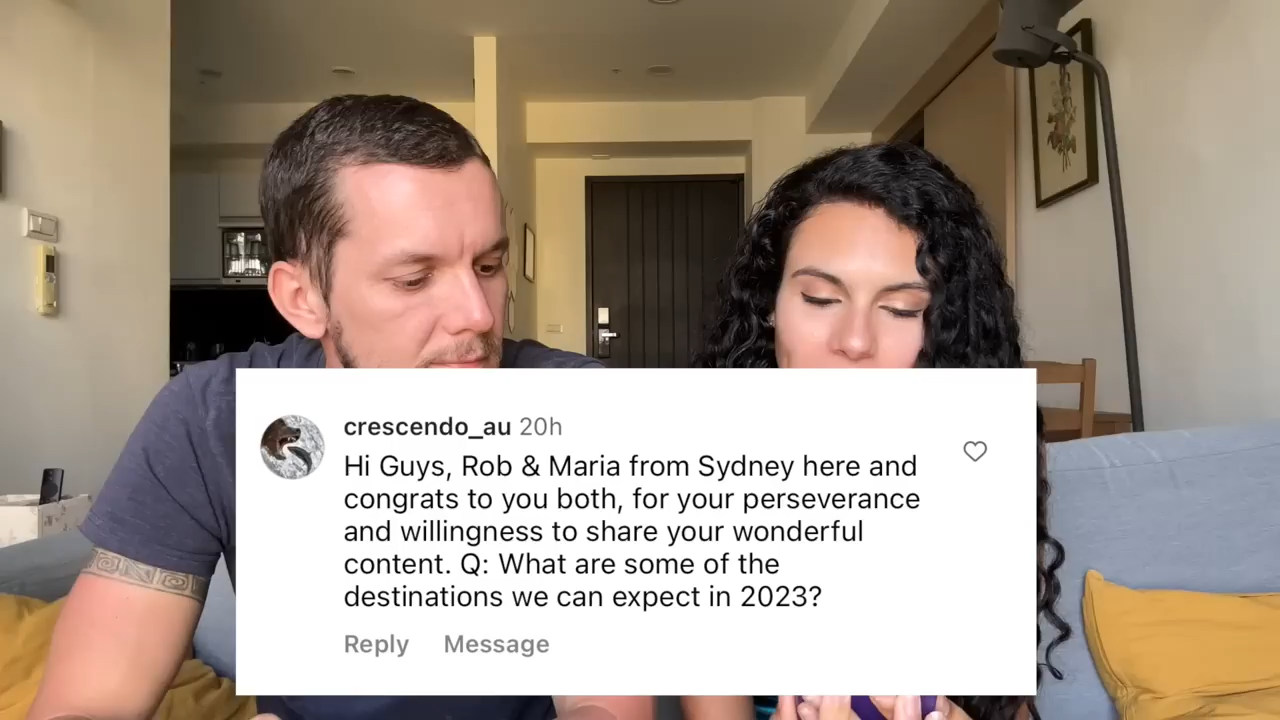 crescendo_au 20h
Hi Guys, Rob & Maria from Sydney here and
congrats to you both, for your perseverance
and willingness to share your wonderful
content. Q: What are some of the
destinations we can expect in 2023?
Reply Message